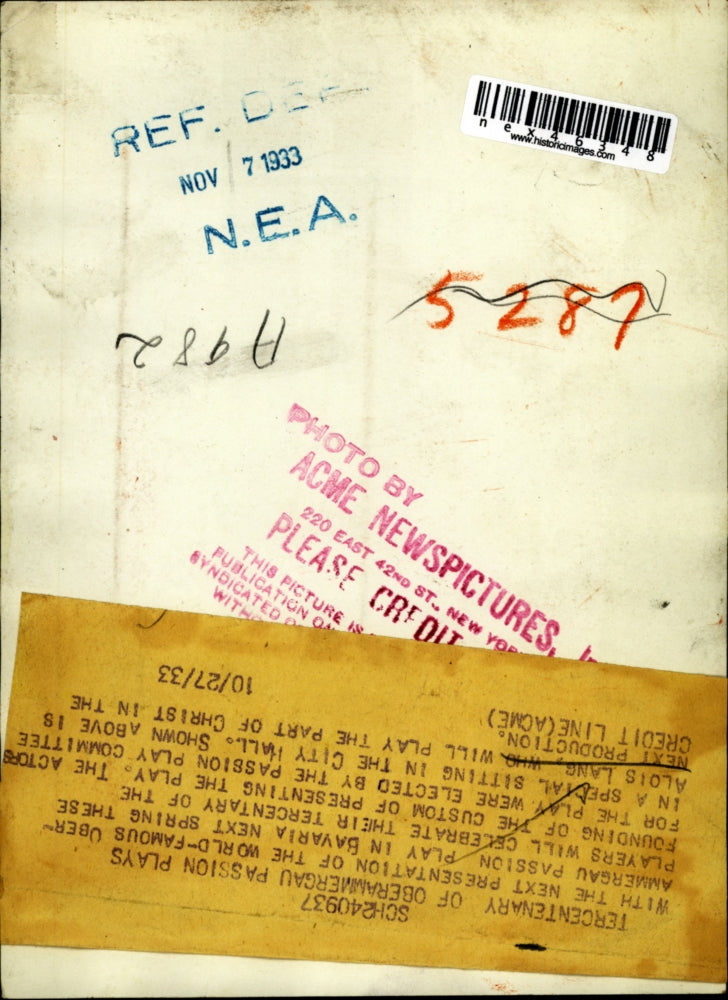 REF. DEP
NOV 7 1933
N.E.A.
nex46348
www.historicimages.com
5287
A982
PHOTO BY
ACME NEWSPICTURES,
220 EAST 42ND ST., NEW YOR
PLEASE CREDIT
THIS PICTURE IS
PUBLICATION ON
SYNDICATED O
WITH
SCH240937
TERCENTENARY OF OBERAMMERGAU PASSION PLAYS
WITH THE NEXT PRESENTATION OF THE WORLD-FAMOUS OBER-
AMMERGAU PASSION PLAY IN BAVARIA NEXT SPRING THESE
PLAYERS WILL CELEBRATE THEIR TERCENTENARY OF THE
FOUNDING OF THE CUSTOM OF PRESENTING THE PLAY. THE ACTORS
FOR THE PLAY WERE ELECTED BY THE PASSION PLAY COMMITTEE
IN A SPECIAL SITTING IN THE CITY HALL. SHOWN ABOVE IS
ALOIS LANG WHO WILL PLAY THE PART OF CHRIST IN THE
NEXT PRODUCTION.
CREDIT LINE(ACME) 10/27/33